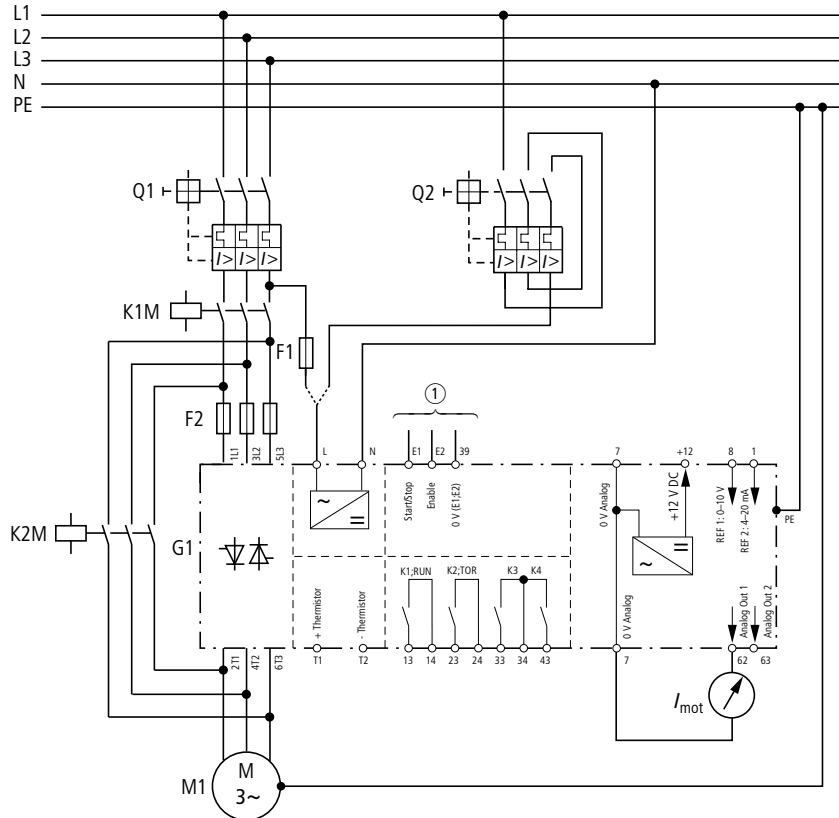 L1
L2
L3
N
PE
Q1
Q2
I> I> I>
I> I> I>
K1M
F1
①
F2
1L1
3L2
5L3
L
N
E1
E2
39
7
+12
8
1
Start/Stop
Enable
0 V (E1;E2)
0 V Analog
+12 V DC
REF 1: 0–10 V
REF 2: 4–20 mA
PE
~
=
=
~
K2M
G1
K1;RUN
K2;TOR
K3
K4
+ Thermistor
- Thermistor
0 V Analog
Analog Out 1
Analog Out 2
2T1
4T2
6T3
T1
T2
13
14
23
24
33
34
43
7
62
63
Imot
M1
M
3~